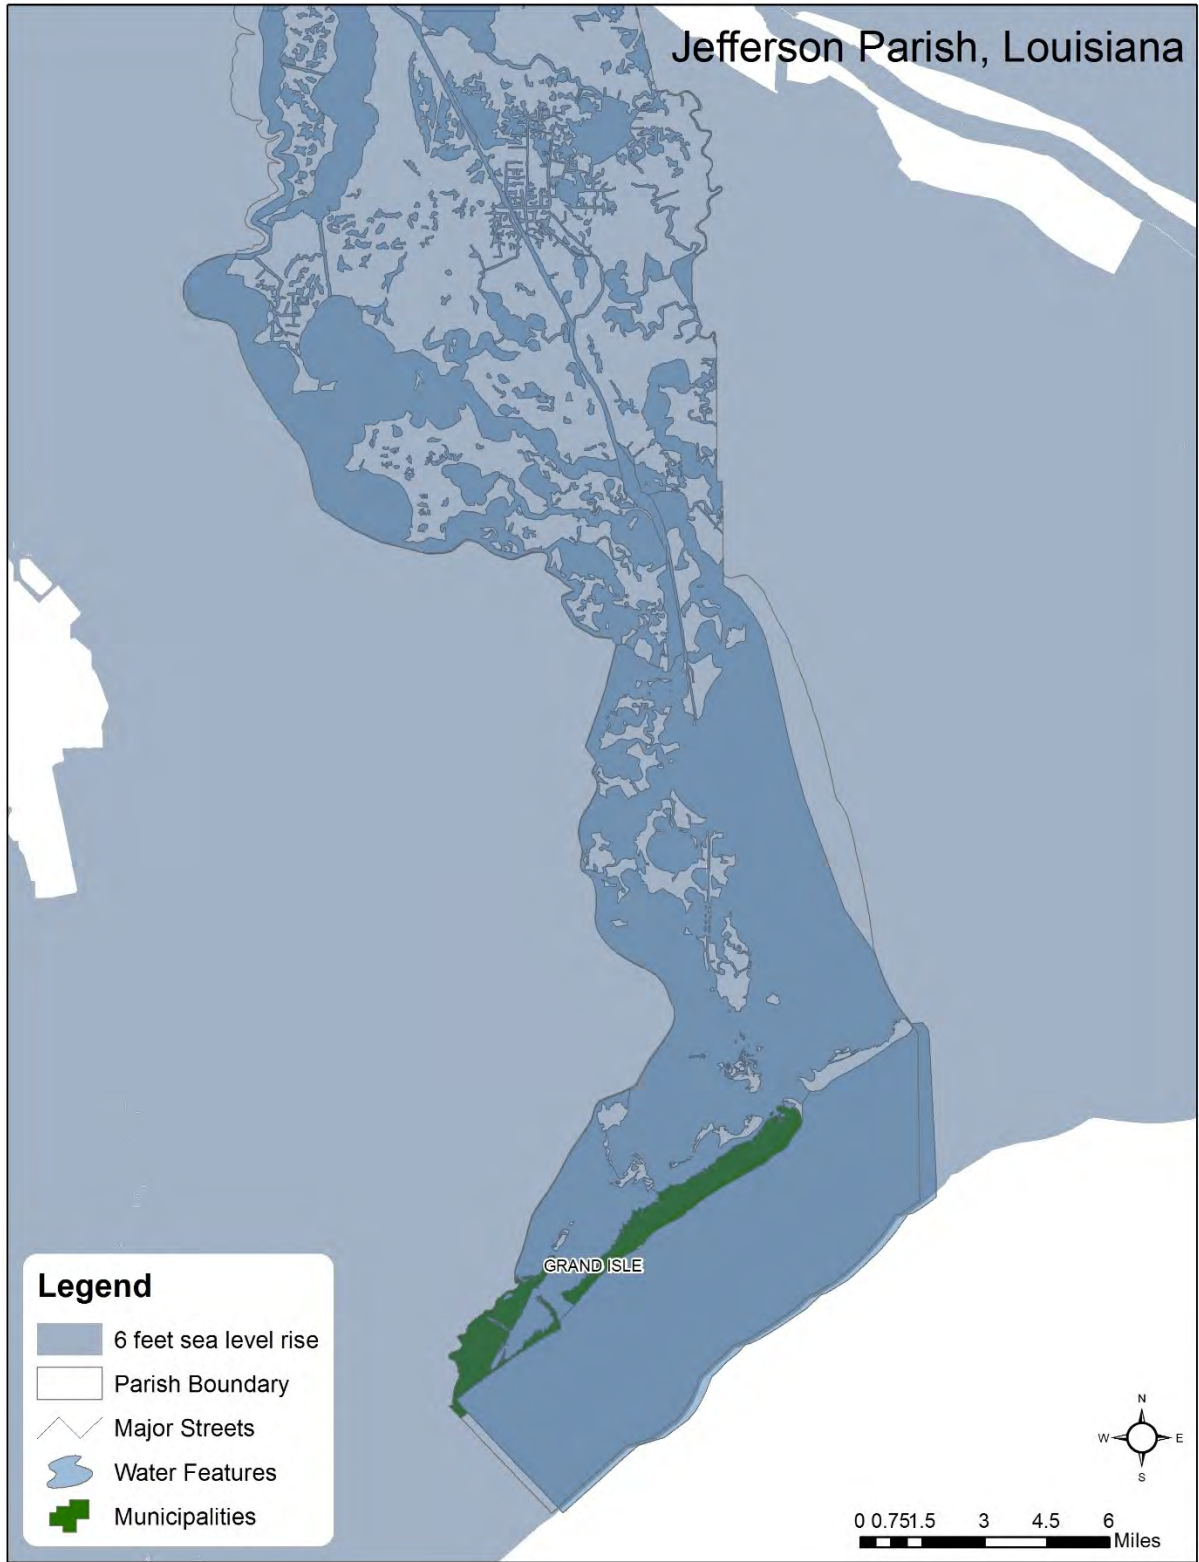 Jefferson Parish, Louisiana
GRAND ISLE
Legend
6 feet sea level rise
Parish Boundary
Major Streets
Water Features
Municipalities
N
W E
S
0 0.751.5 3 4.5 6
Miles